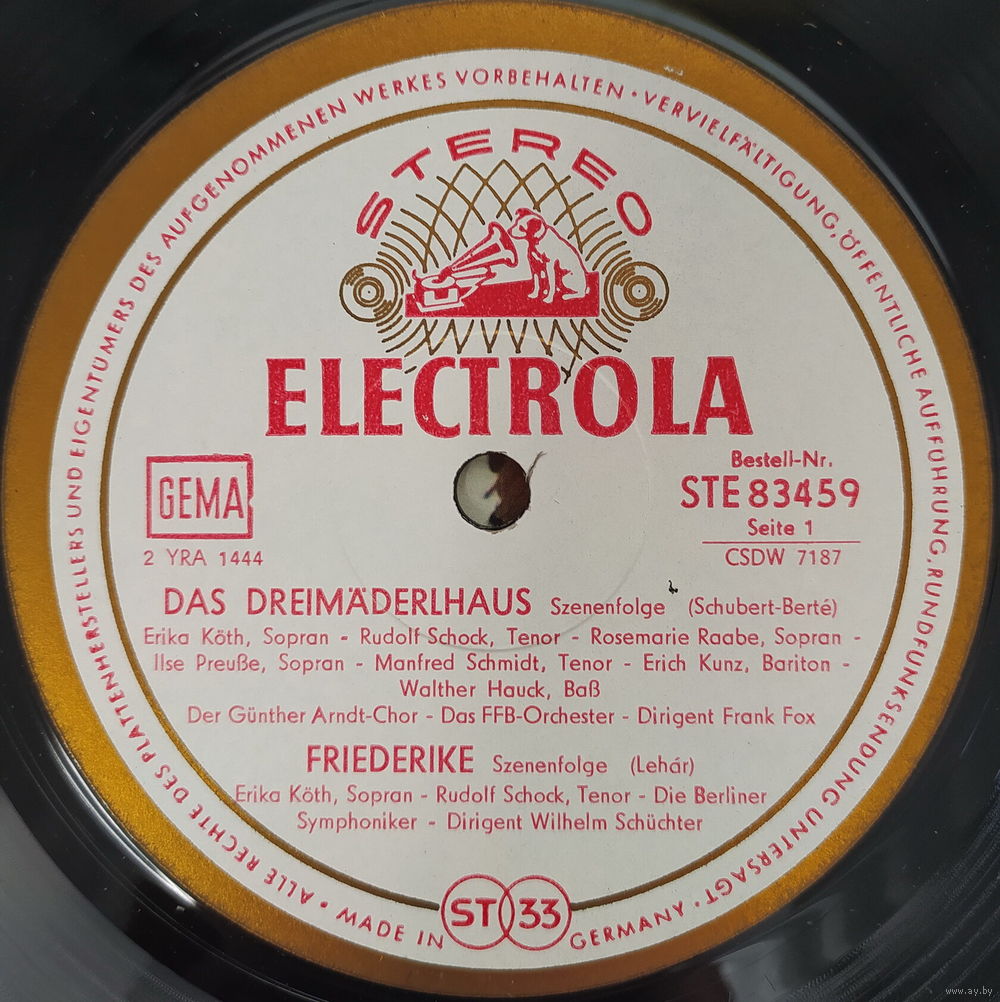 ALLE RECHTE DES PLATTENHERSTELLERS UND EIGENTÜMERS DES AUFGENOMMENEN WERKES VORBEHALTEN • VERVIELFÄLTIGUNG, ÖFFENTLICHE AUFFÜHRUNG, RUNDFUNKSENDUNG UNTERSAGT •
STEREO
ELECTROLA
GEMA
2 YRA 1444
Bestell-Nr.
STE 83459
Seite 1
CSDW 7187
DAS DREIMÄDERLHAUS Szenenfolge (Schubert-Berté)
Erika Köth, Sopran - Rudolf Schock, Tenor - Rosemarie Raabe, Sopran -
Ilse Preuße, Sopran - Manfred Schmidt, Tenor - Erich Kunz, Bariton -
Walther Hauck, Baß
Der Günther Arndt-Chor - Das FFB-Orchester - Dirigent Frank Fox
FRIEDERIKE Szenenfolge (Lehár)
Erika Köth, Sopran - Rudolf Schock, Tenor - Die Berliner
Symphoniker - Dirigent Wilhelm Schüchter
ST 33
• MADE IN GERMANY •
www.ay.by